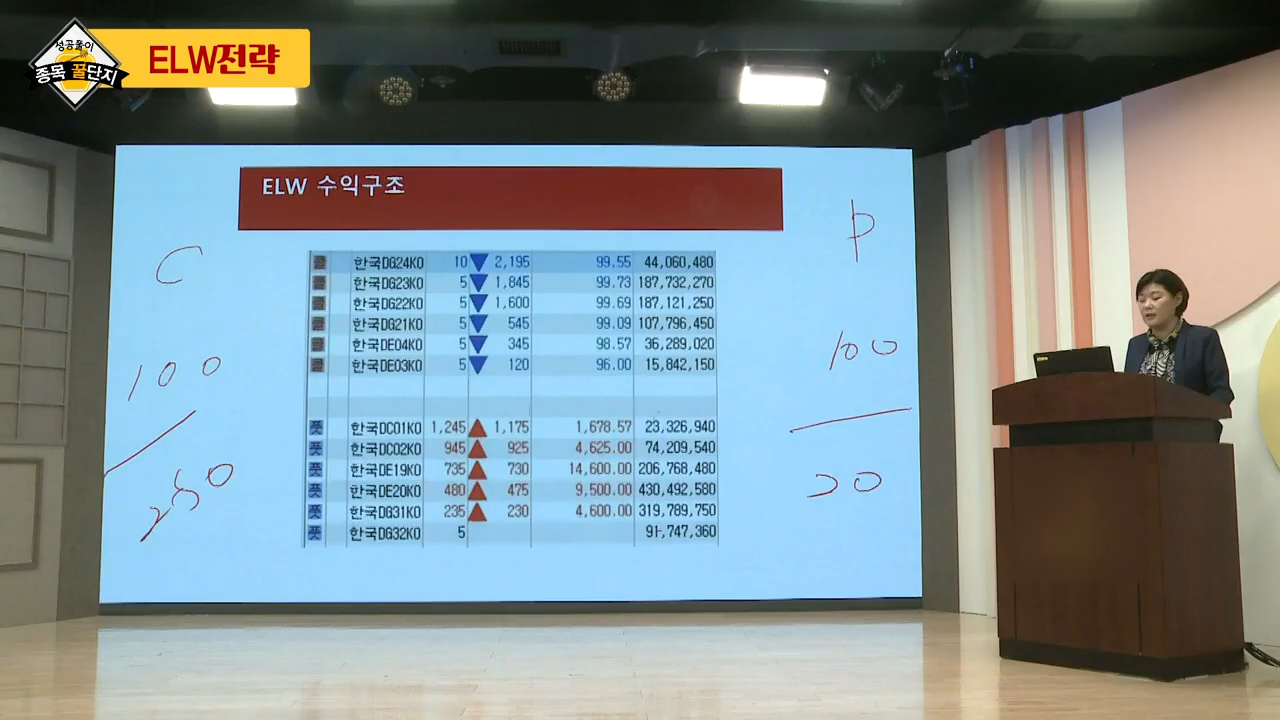 성공풀이
종목 꿀단지
ELW전략
ELW 수익구조
C
P
100
100
250
20
콜 한국DG24KO 10 ▼ 2,195 99.55 44,060,480
콜 한국DG23KO 5 ▼ 1,845 99.73 187,732,270
콜 한국DG22KO 5 ▼ 1,600 99.69 187,121,250
콜 한국DG21KO 5 ▼ 545 99.09 107,796,450
콜 한국DE04KO 5 ▼ 345 98.57 36,289,020
콜 한국DE03KO 5 ▼ 120 96.00 15,842,150
풋 한국DC01KO 1,245 ▲ 1,175 1,678.57 23,326,940
풋 한국DC02KO 945 ▲ 925 4,625.00 74,209,540
풋 한국DE19KO 735 ▲ 730 14,600.00 206,768,480
풋 한국DE20KO 480 ▲ 475 9,500.00 430,492,580
풋 한국DG31KO 235 ▲ 230 4,600.00 319,789,750
풋 한국DG32KO 5 91,747,360